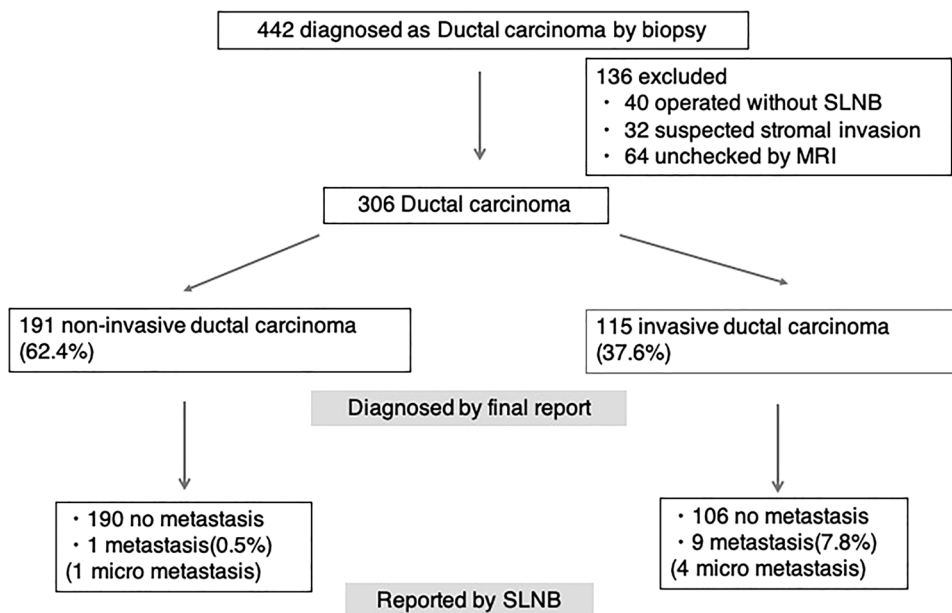 442 diagnosed as Ductal carcinoma by biopsy
136 excluded
・ 40 operated without SLNB
・ 32 suspected stromal invasion
・ 64 unchecked by MRI
306 Ductal carcinoma
191 non-invasive ductal carcinoma
(62.4%)
115 invasive ductal carcinoma
(37.6%)
Diagnosed by final report
・ 190 no metastasis
・ 1 metastasis(0.5%)
(1 micro metastasis)
・ 106 no metastasis
・ 9 metastasis(7.8%)
(4 micro metastasis)
Reported by SLNB